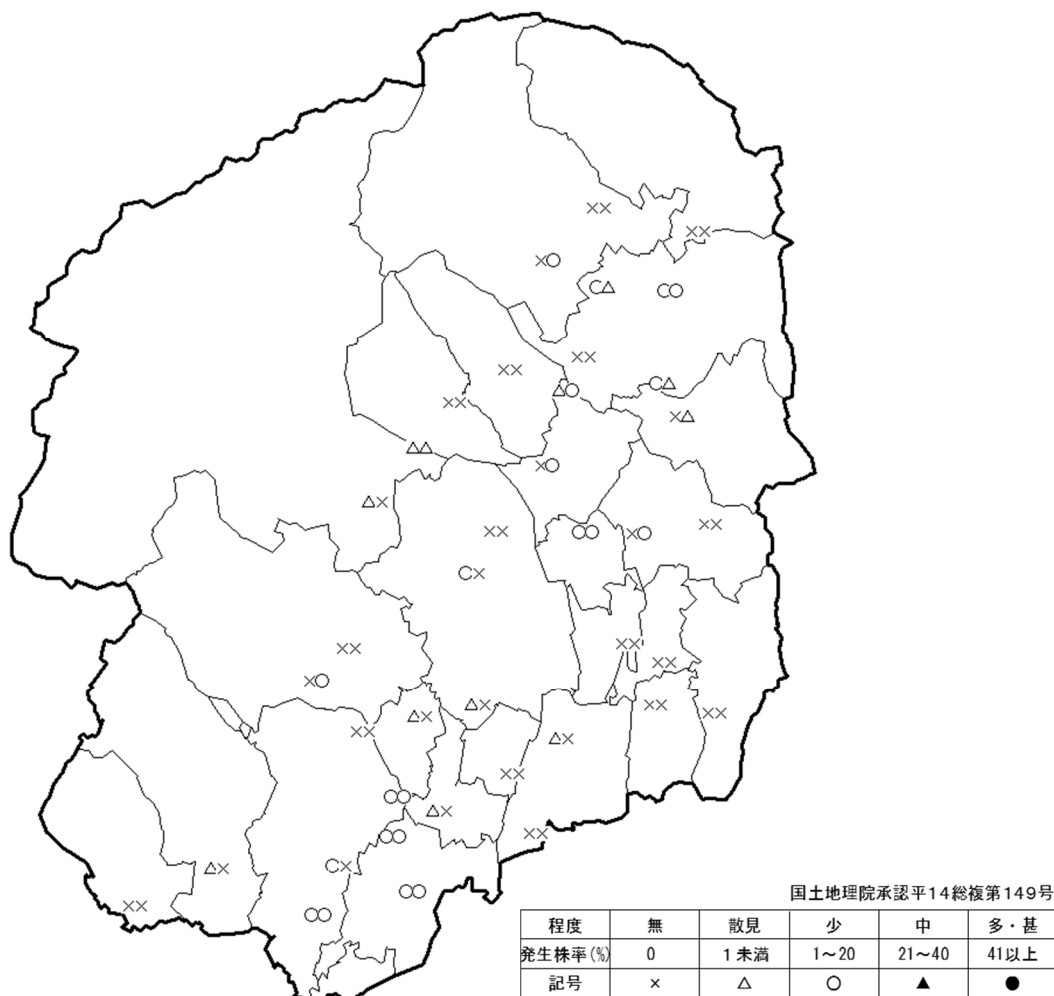 国土地理院承認平14総複第149号
程度 無 散見 少 中 多・甚
発生株率(%) 0 1未満 1~20 21~40 41以上
記号 × △ ○ ▲ ●